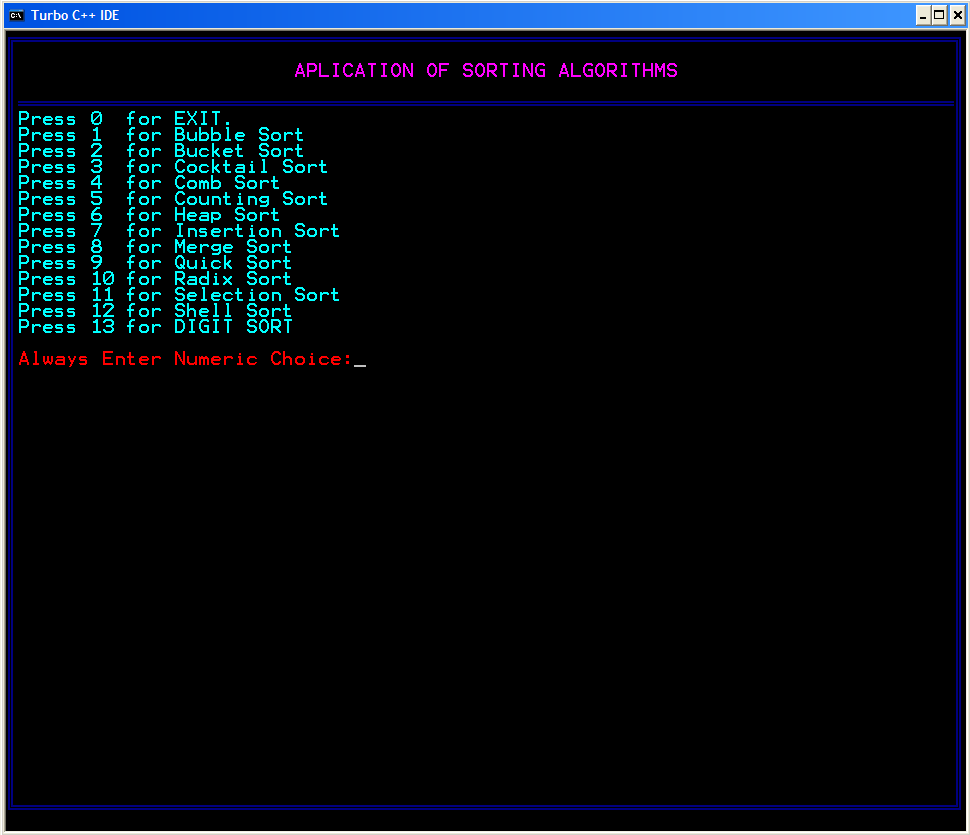 Turbo C++ IDE
APLICATION OF SORTING ALGORITHMS
Press 0  for EXIT.
Press 1  for Bubble Sort
Press 2  for Bucket Sort
Press 3  for Cocktail Sort
Press 4  for Comb Sort
Press 5  for Counting Sort
Press 6  for Heap Sort
Press 7  for Insertion Sort
Press 8  for Merge Sort
Press 9  for Quick Sort
Press 10 for Radix Sort
Press 11 for Selection Sort
Press 12 for Shell Sort
Press 13 for DIGIT SORT
Always Enter Numeric Choice:_